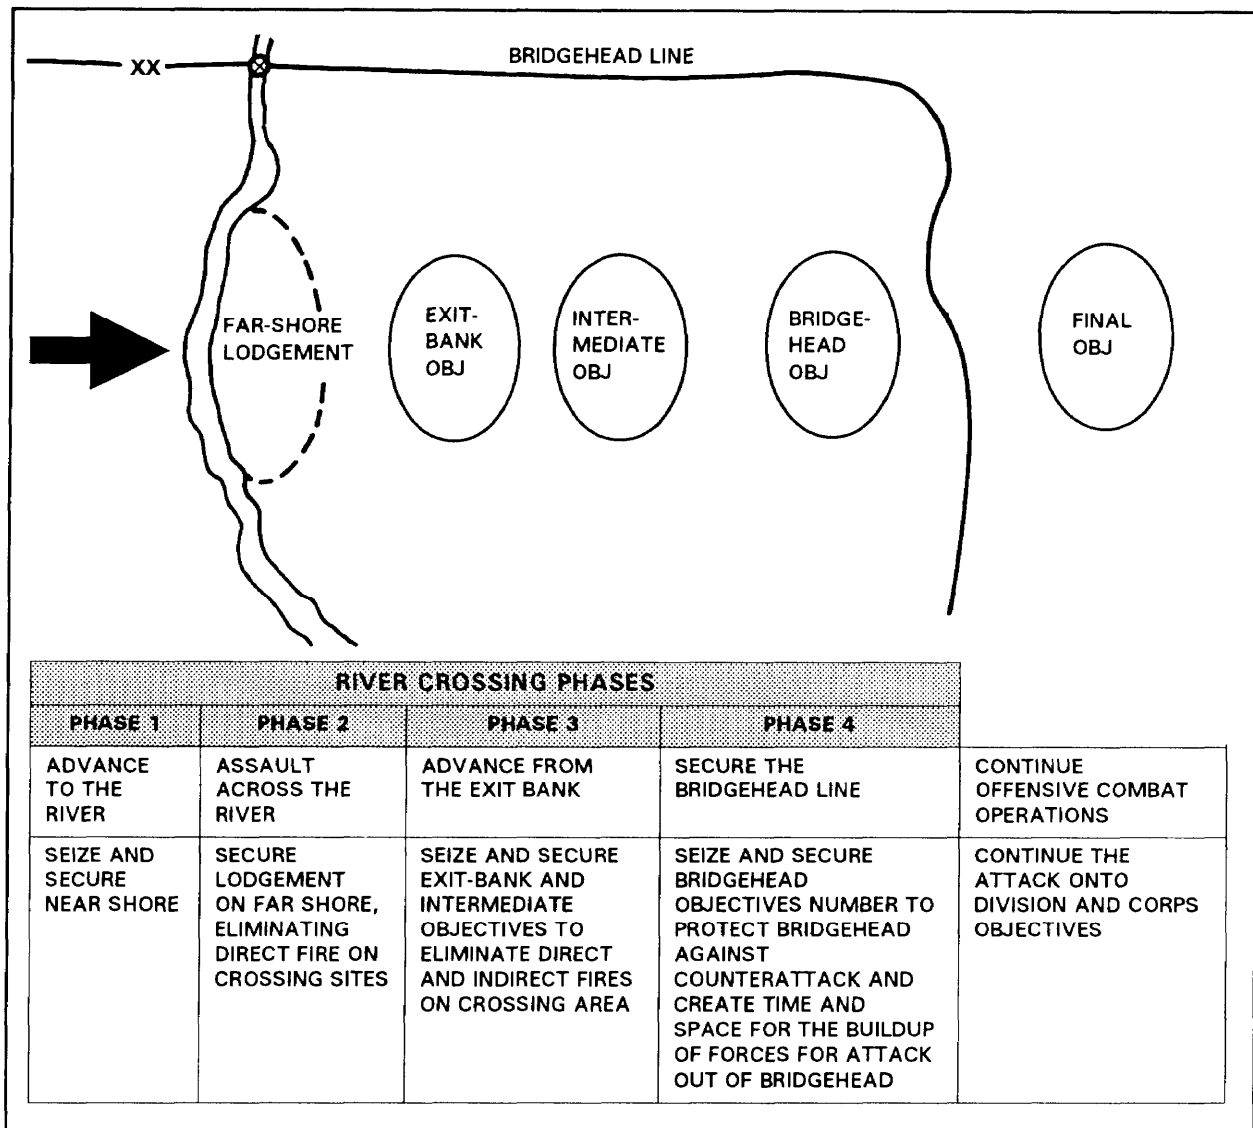 BRIDGEHEAD LINE
XX
FAR-SHORE
LODGEMENT
EXIT-
BANK
OBJ
INTER-
MEDIATE
OBJ
BRIDGE-
HEAD
OBJ
FINAL
OBJ
RIVER CROSSING PHASES
PHASE 1
PHASE 2
PHASE 3
PHASE 4
ADVANCE
TO THE
RIVER
ASSAULT
ACROSS THE
RIVER
ADVANCE FROM
THE EXIT BANK
SECURE THE
BRIDGEHEAD LINE
CONTINUE
OFFENSIVE COMBAT
OPERATIONS
SEIZE AND
SECURE
NEAR SHORE
SECURE
LODGEMENT
ON FAR SHORE,
ELIMINATING
DIRECT FIRE ON
CROSSING SITES
SEIZE AND SECURE
EXIT-BANK AND
INTERMEDIATE
OBJECTIVES TO
ELIMINATE DIRECT
AND INDIRECT FIRES
ON CROSSING AREA
SEIZE AND SECURE
BRIDGEHEAD
OBJECTIVES NUMBER TO
PROTECT BRIDGEHEAD
AGAINST
COUNTERATTACK AND
CREATE TIME AND
SPACE FOR THE BUILDUP
OF FORCES FOR ATTACK
OUT OF BRIDGEHEAD
CONTINUE THE
ATTACK ONTO
DIVISION AND CORPS
OBJECTIVES